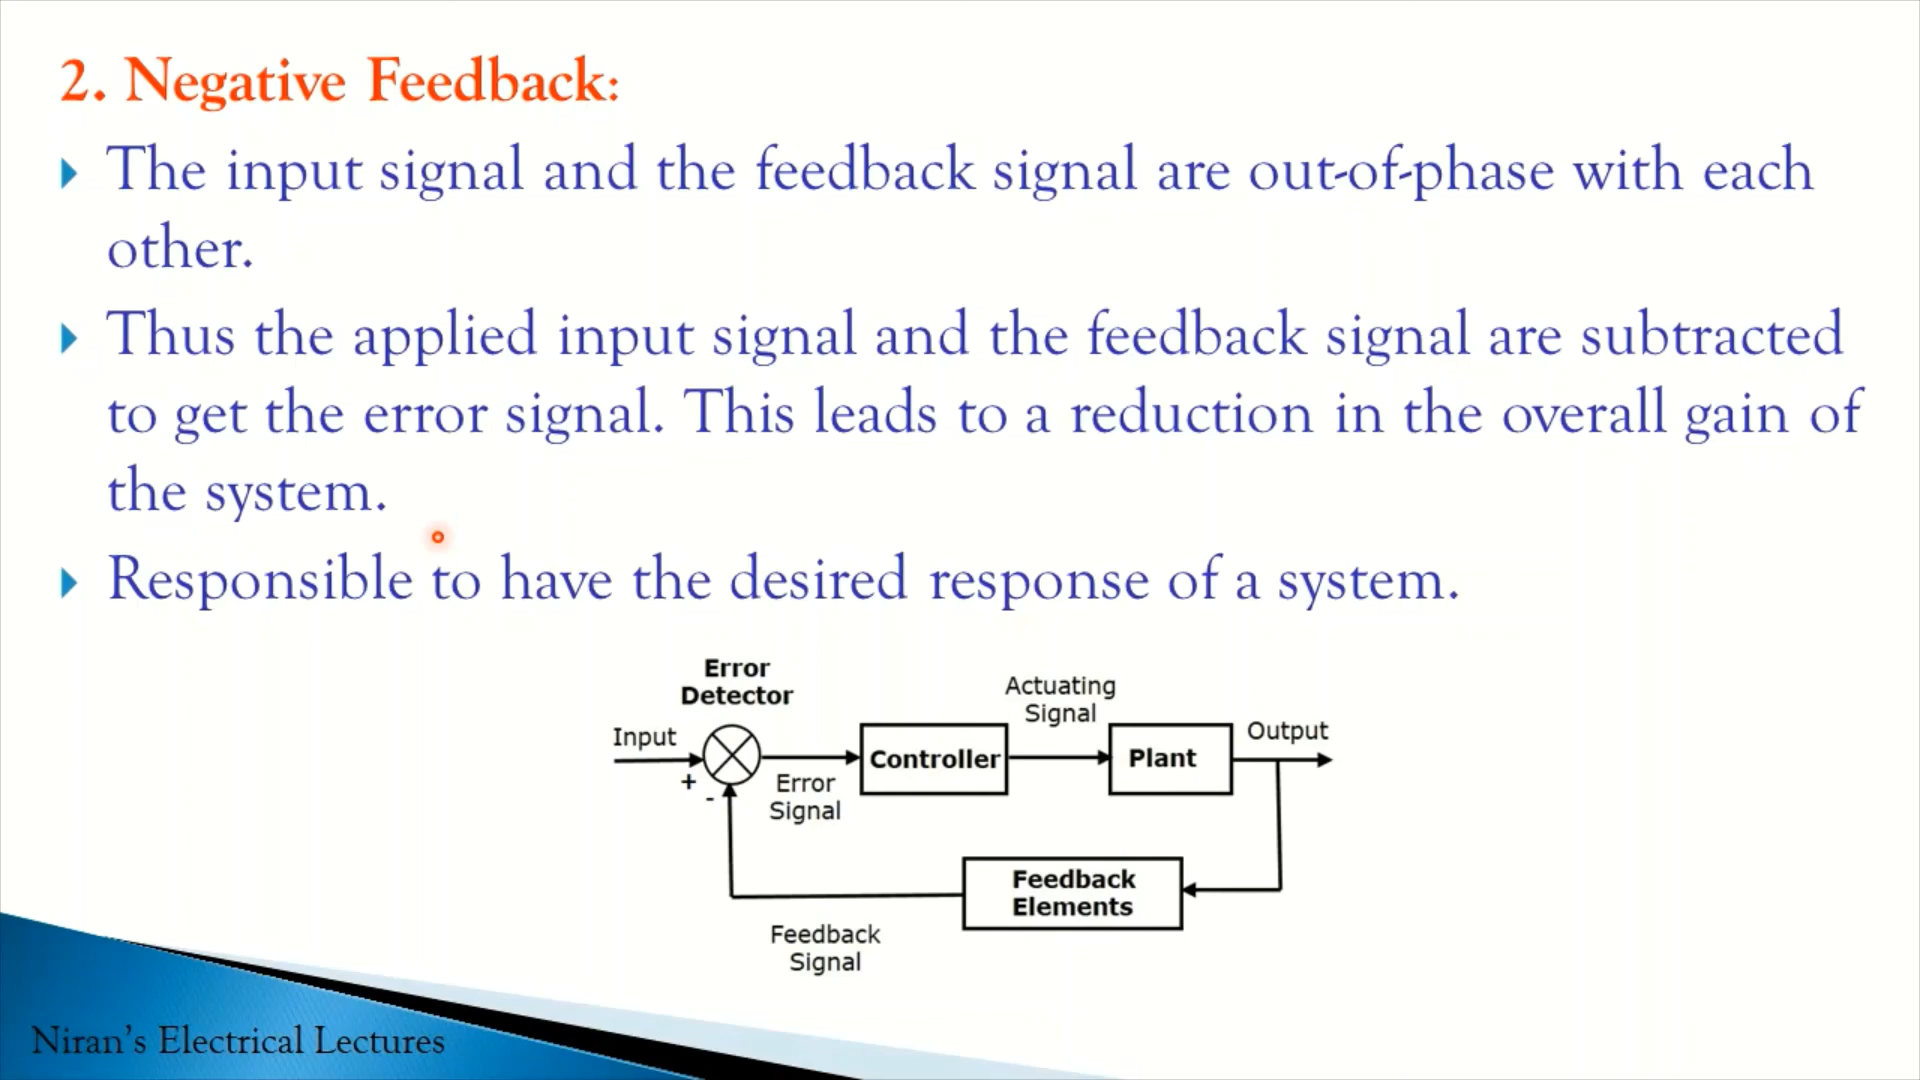 2. Negative Feedback:
The input signal and the feedback signal are out-of-phase with each
other.
Thus the applied input signal and the feedback signal are subtracted
to get the error signal. This leads to a reduction in the overall gain of
the system.
Responsible to have the desired response of a system.
Error
Detector
Actuating
Signal
Input
Output
Controller
Plant
+
-
Error
Signal
Feedback
Elements
Feedback
Signal
Niran's Electrical Lectures